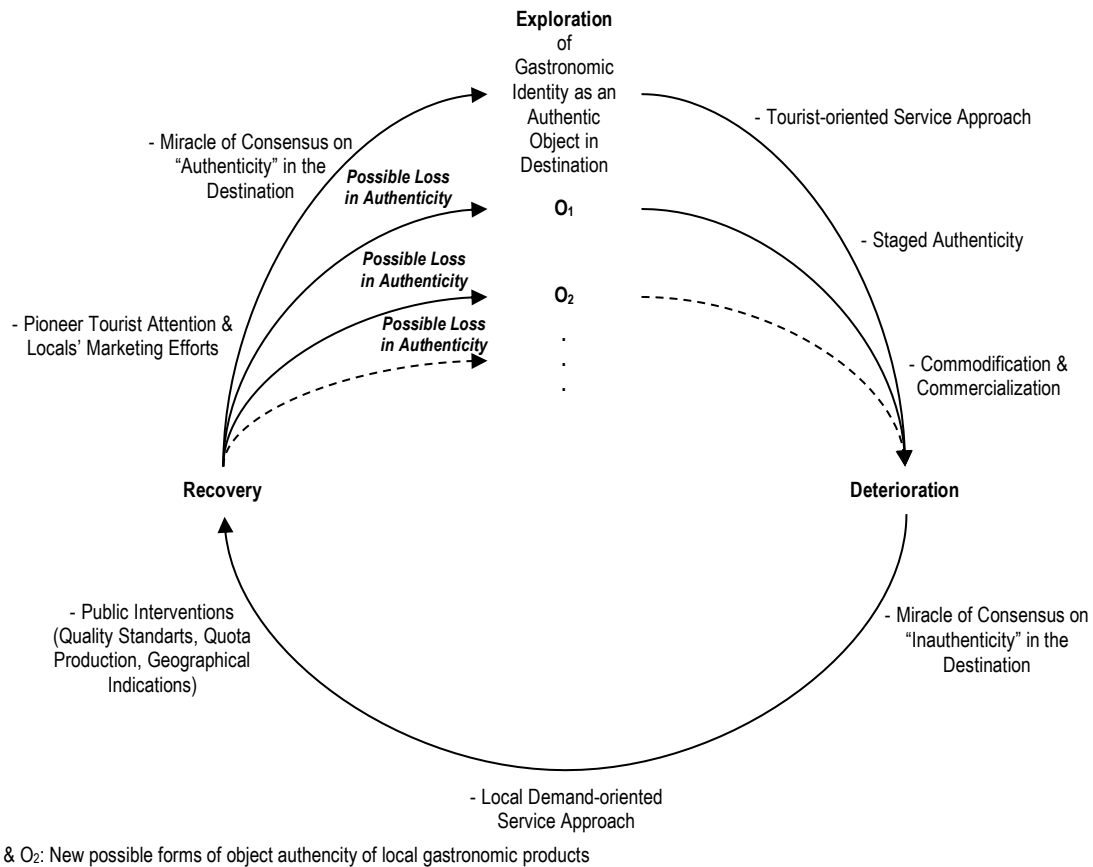 Exploration
of
Gastronomic
Identity as an
Authentic
Object in
Destination
- Tourist-oriented Service Approach
- Miracle of Consensus on
“Authenticity” in the
Destination
Possible Loss
in Authenticity
O₁
- Staged Authenticity
Possible Loss
in Authenticity
O₂
- Pioneer Tourist Attention &
Locals’ Marketing Efforts
Possible Loss
in Authenticity
.
.
.
- Commodification &
Commercialization
Recovery
Deterioration
- Public Interventions
(Quality Standarts, Quota
Production, Geographical
Indications)
- Miracle of Consensus on
“Inauthenticity” in the
Destination
- Local Demand-oriented
Service Approach
& O₂: New possible forms of object authencity of local gastronomic products